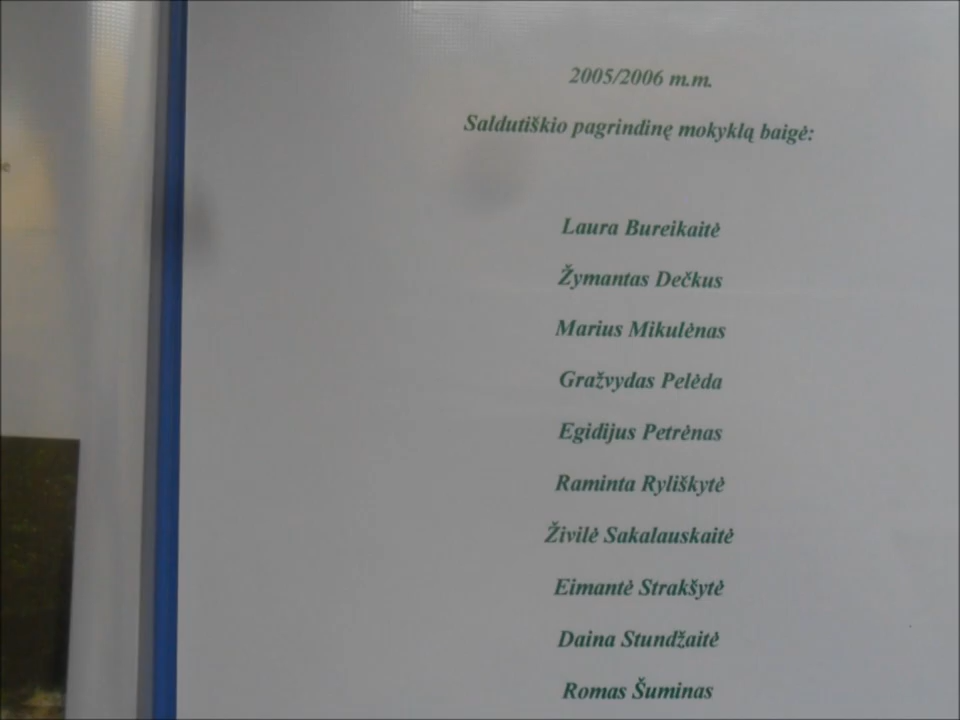 2005/2006 m.m.
Saldutiškio pagrindinę mokyklą baigė:
Laura Bureikaitė
Žymantas Dečkus
Marius Mikulėnas
Gražvydas Pelėda
Egidijus Petrėnas
Raminta Ryliškytė
Živilė Sakalauskaitė
Eimantė Strakšytė
Daina Stundžaitė
Romas Šuminas